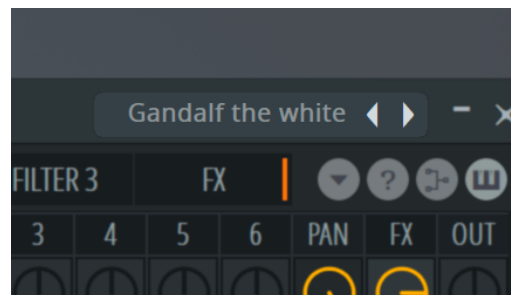 Gandalf the white
FILTER 3 FX
?
3 4 5 6 PAN FX OUT